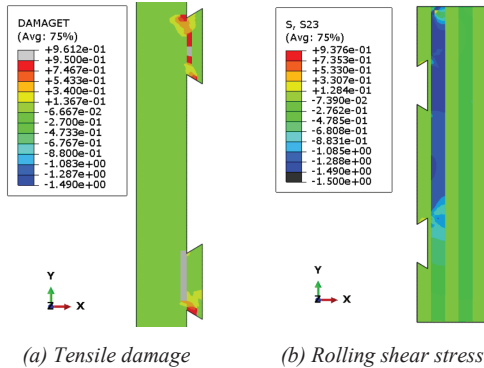 DAMAGET
(Avg: 75%)
+9.612e-01
+9.500e-01
+7.467e-01
+5.433e-01
+3.400e-01
+1.367e-01
-6.667e-02
-2.700e-01
-4.733e-01
-6.767e-01
-8.800e-01
-1.083e+00
-1.287e+00
-1.490e+00
Y
Z X
(a) Tensile damage
S, S23
(Avg: 75%)
+9.376e-01
+7.353e-01
+5.330e-01
+3.307e-01
+1.284e-01
-7.390e-02
-2.762e-01
-4.785e-01
-6.808e-01
-8.831e-01
-1.085e+00
-1.288e+00
-1.490e+00
-1.500e+00
Y
Z X
(b) Rolling shear stress